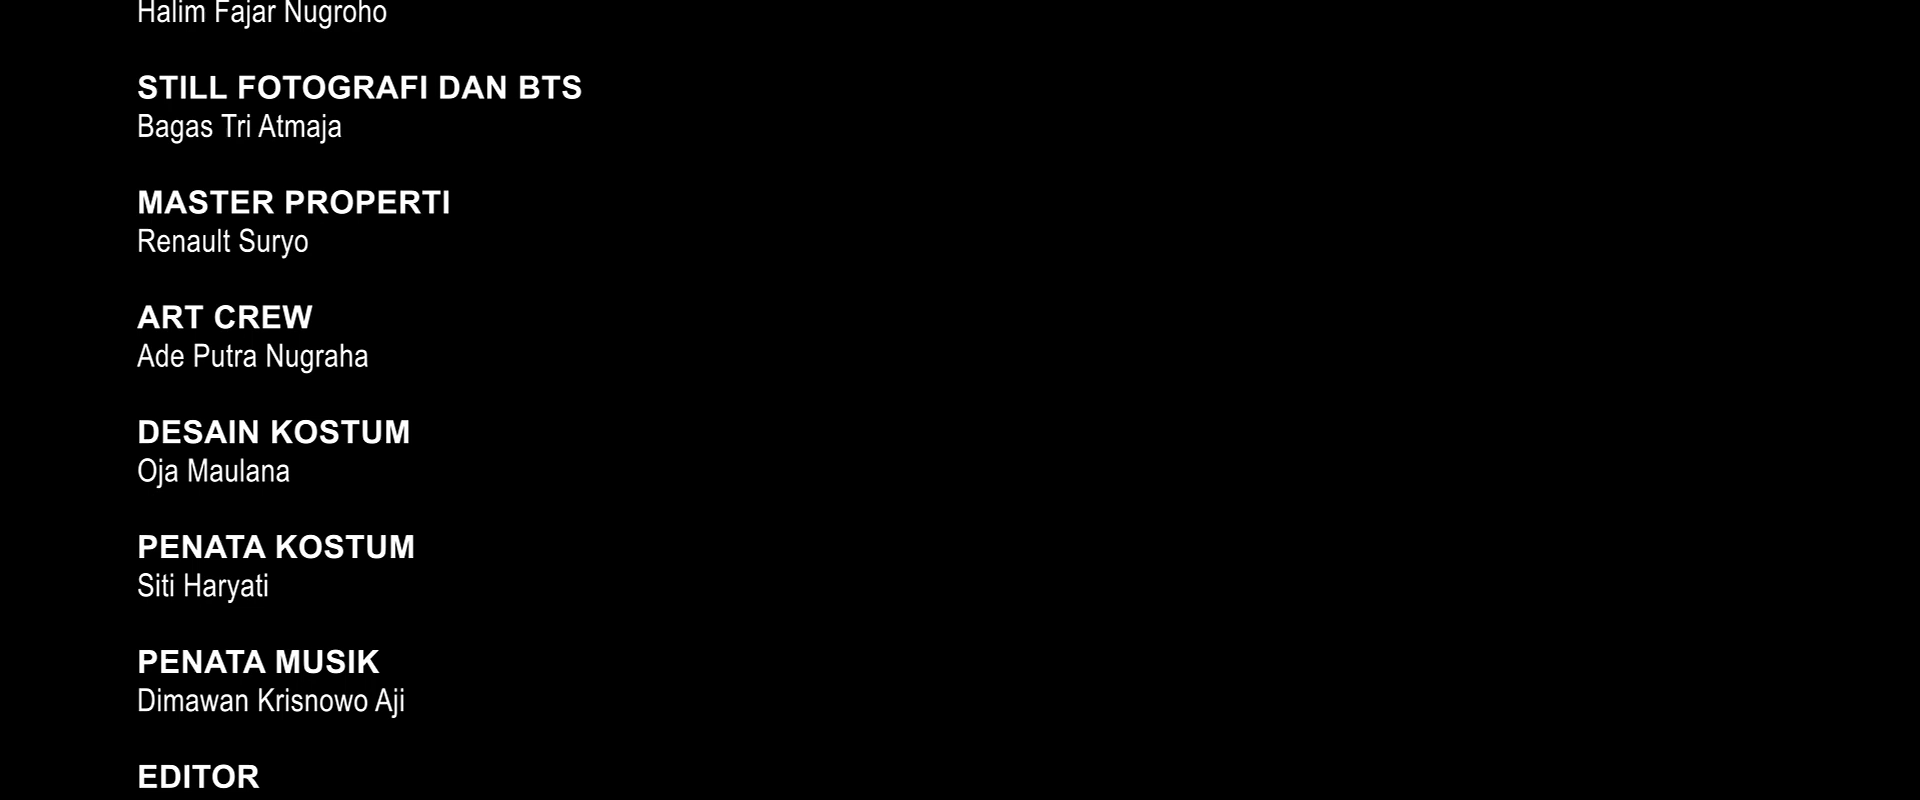 Halim Fajar Nugroho
STILL FOTOGRAFI DAN BTS
Bagas Tri Atmaja
MASTER PROPERTI
Renault Suryo
ART CREW
Ade Putra Nugraha
DESAIN KOSTUM
Oja Maulana
PENATA KOSTUM
Siti Haryati
PENATA MUSIK
Dimawan Krisnowo Aji
EDITOR